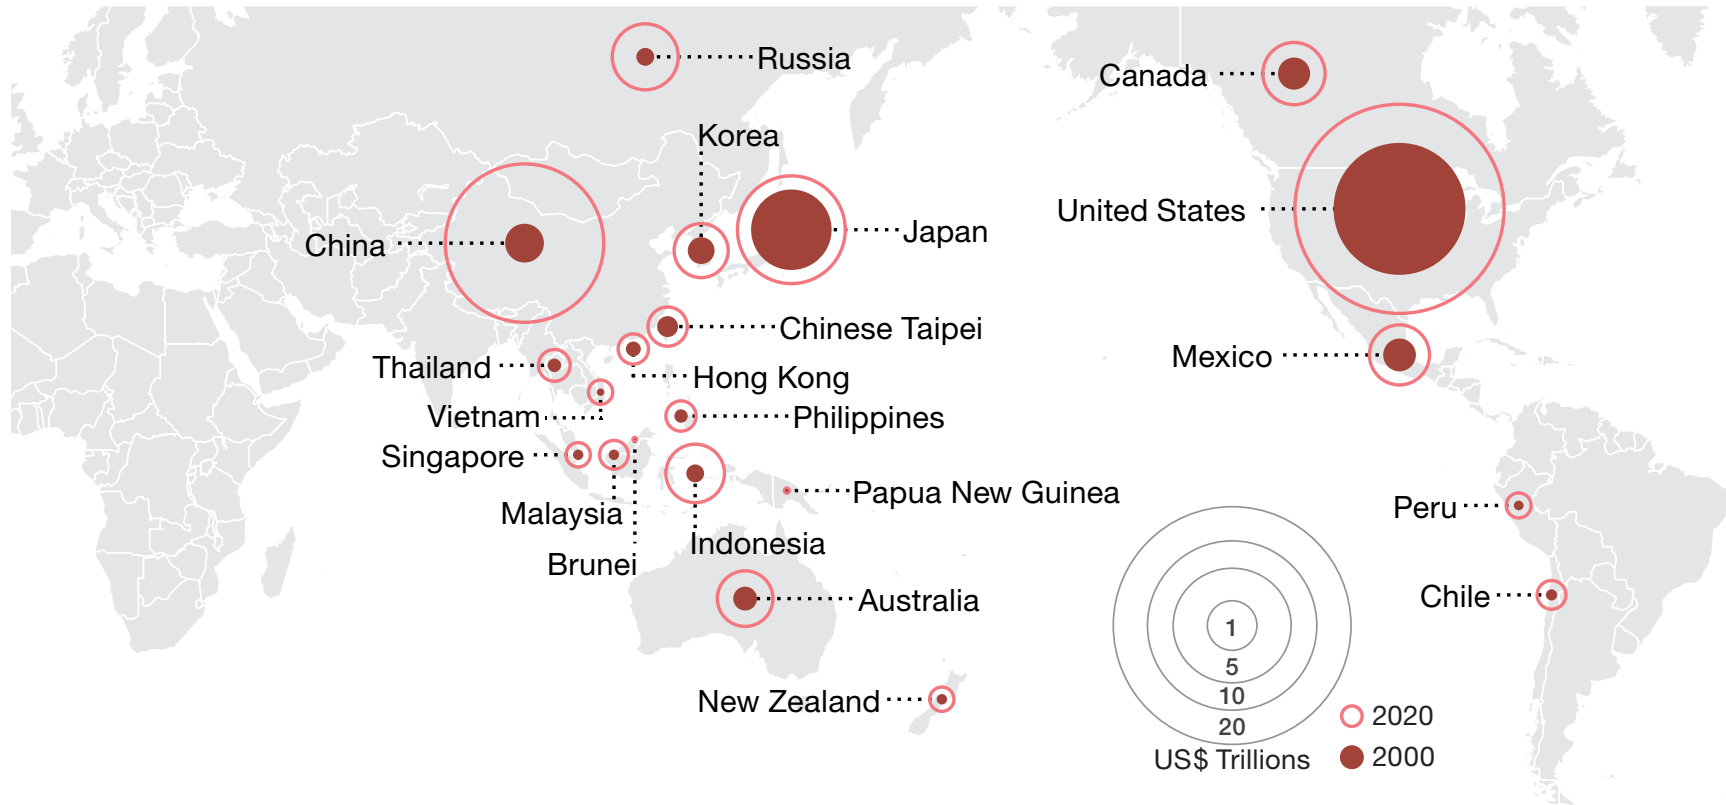 Russia
Canada
Korea
United States
Japan
China
Chinese Taipei
Mexico
Thailand
Hong Kong
Vietnam
Philippines
Singapore
Papua New Guinea
Malaysia
Peru
Indonesia
Brunei
Chile
Australia
1
5
10
20
New Zealand
2020
US$ Trillions
2000